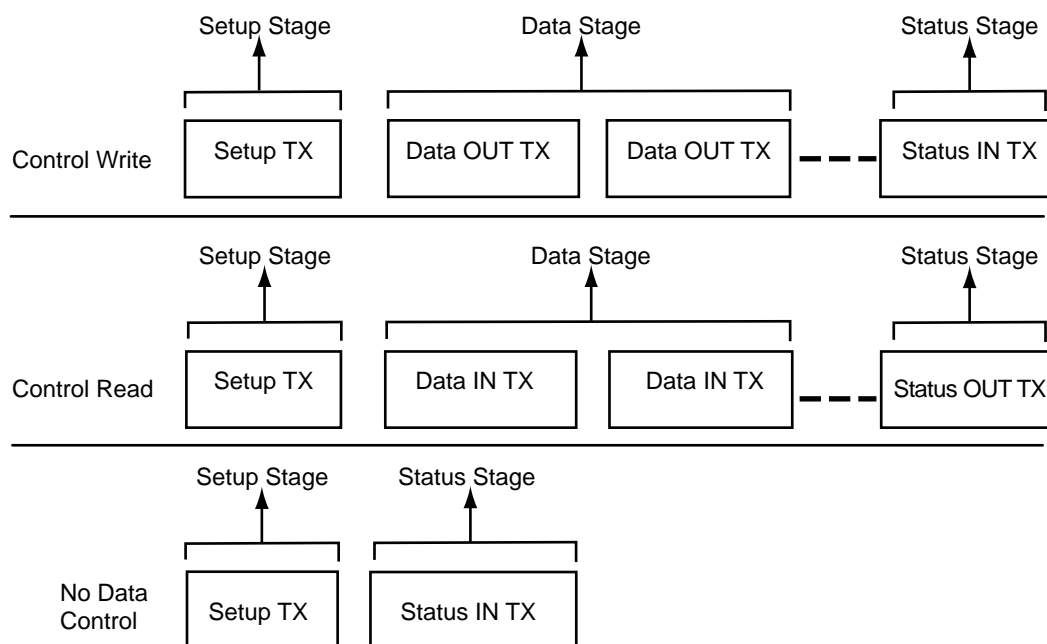 Setup Stage Data Stage Status Stage
Control Write Setup TX Data OUT TX Data OUT TX Status IN TX
Setup Stage Data Stage Status Stage
Control Read Setup TX Data IN TX Data IN TX Status OUT TX
Setup Stage Status Stage
No Data
Control Setup TX Status IN TX